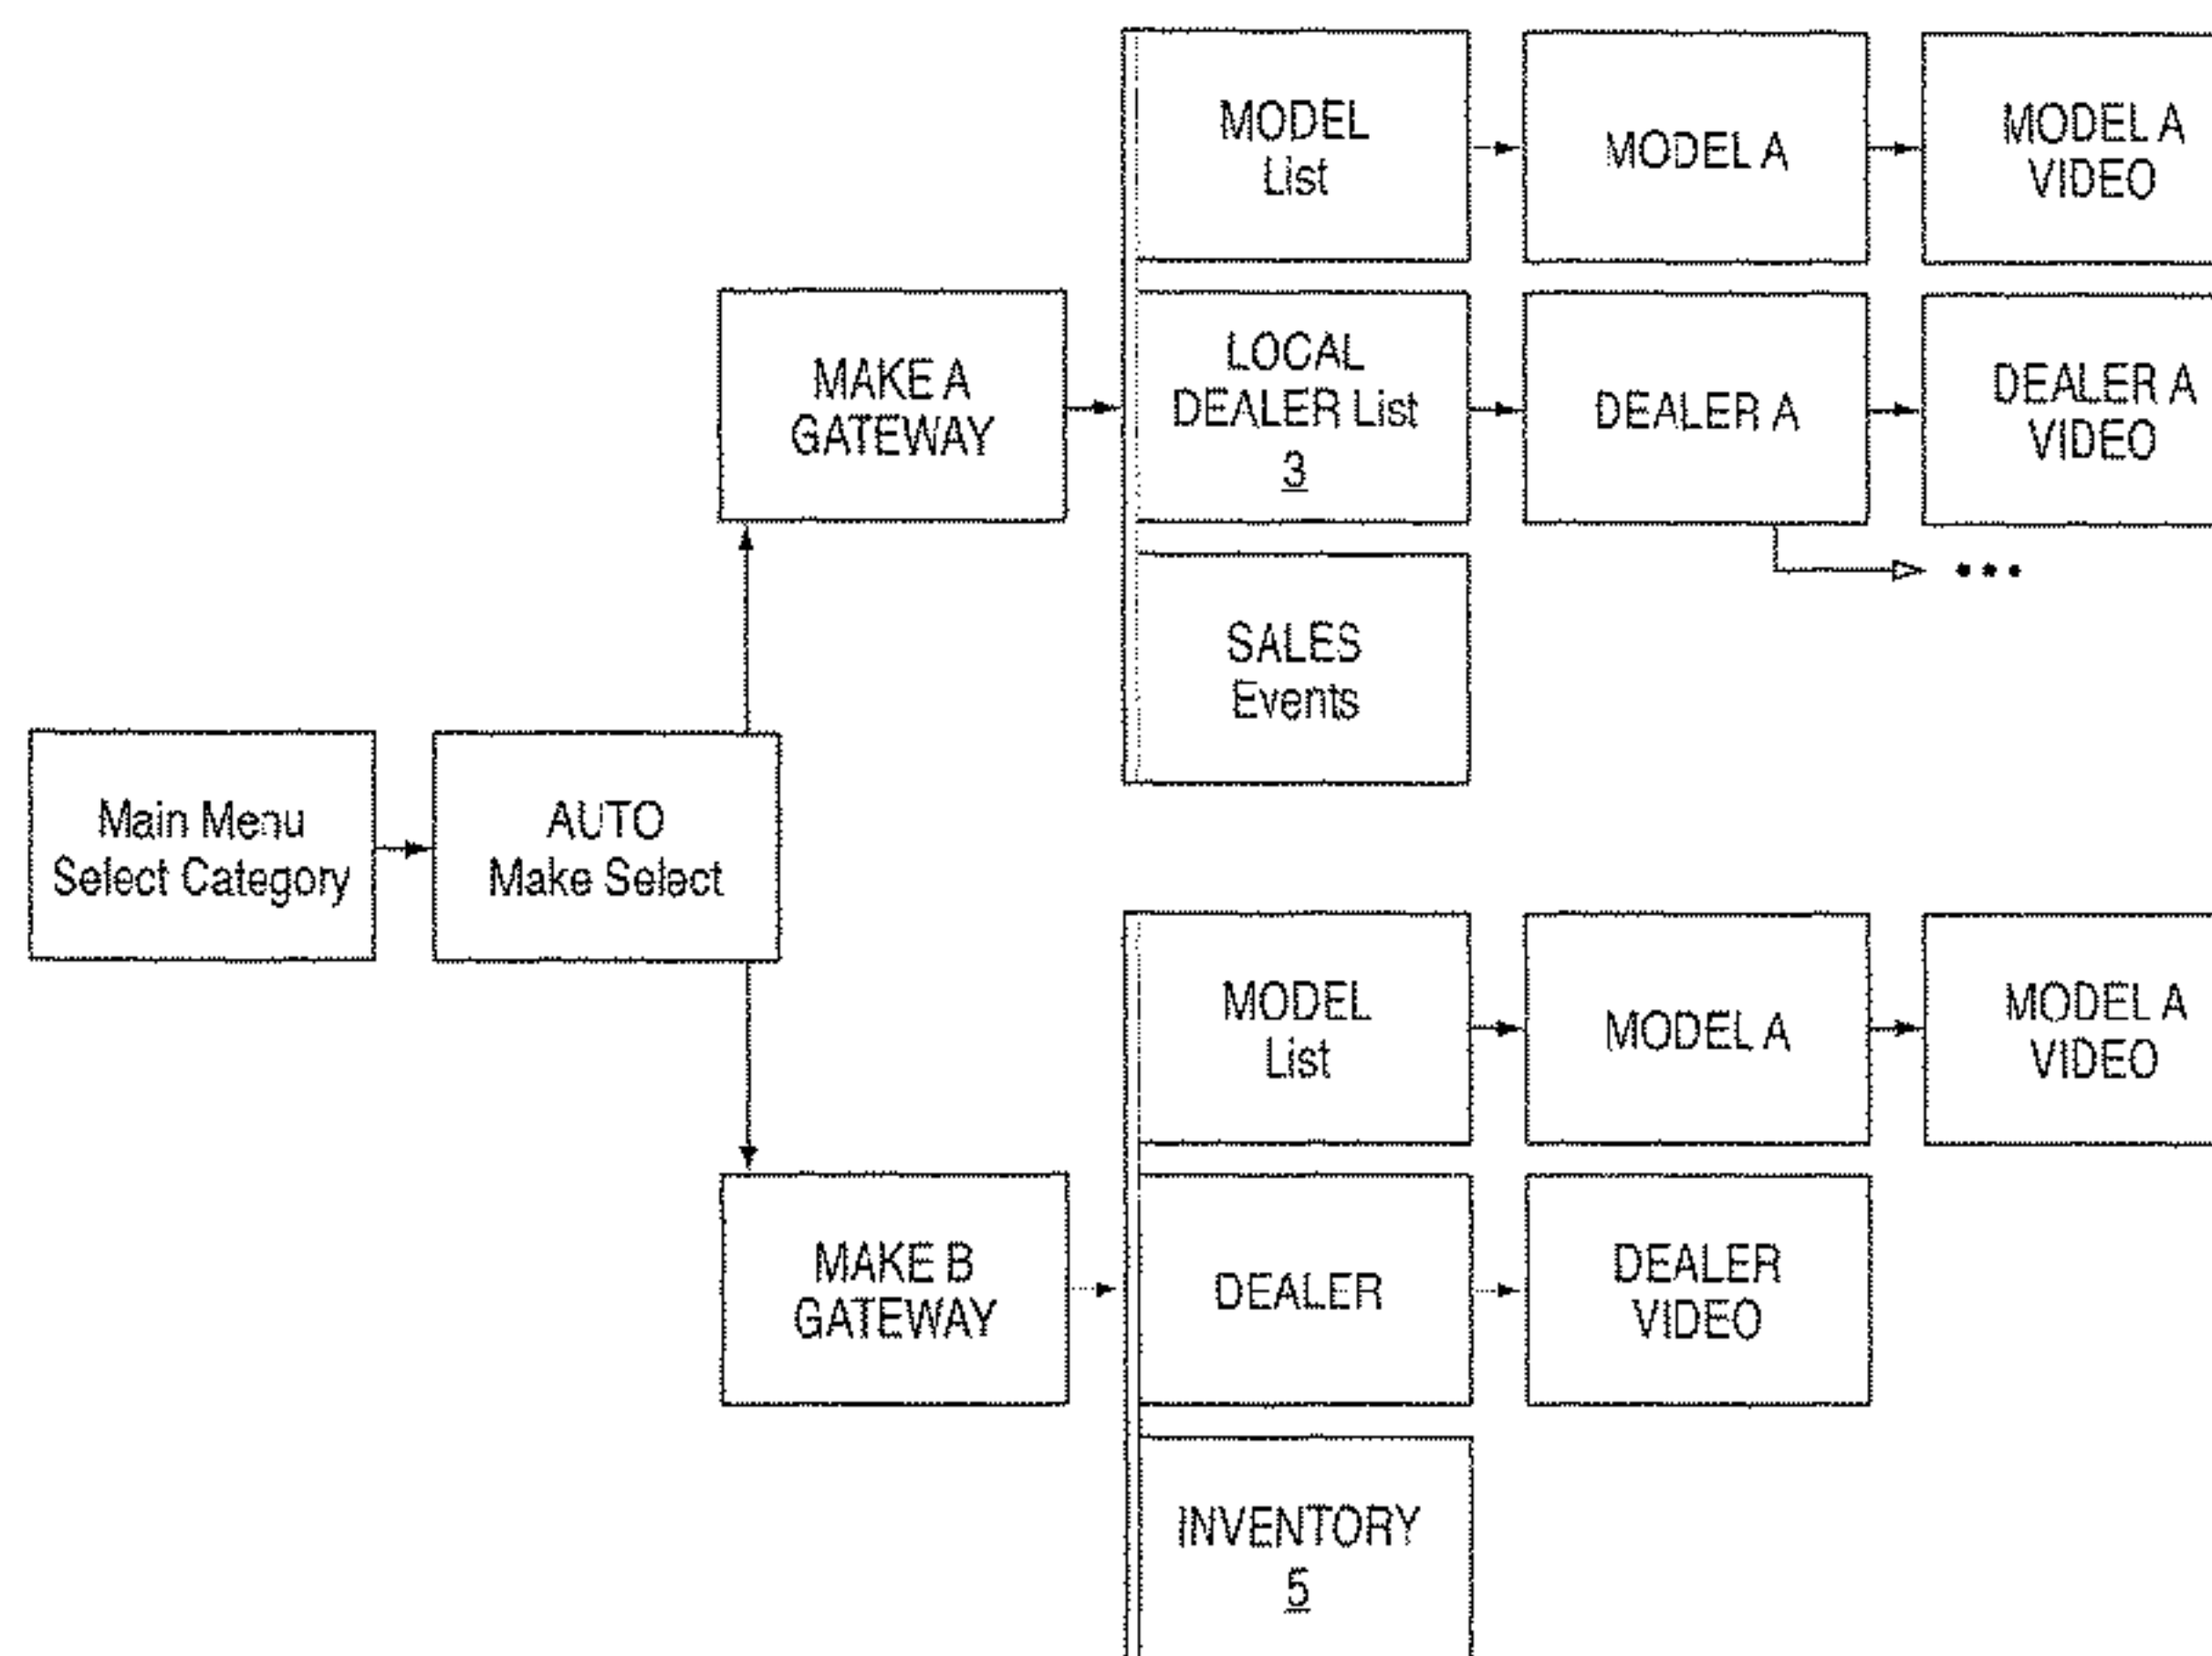 MODEL
List
MODEL A
MODEL A
VIDEO
MAKE A
GATEWAY
LOCAL
DEALER List
3
DEALER A
DEALER A
VIDEO
•••
SALES
Events
Main Menu
Select Category
AUTO
Make Select
MODEL
List
MODEL A
MODEL A
VIDEO
MAKE B
GATEWAY
DEALER
DEALER
VIDEO
INVENTORY
5